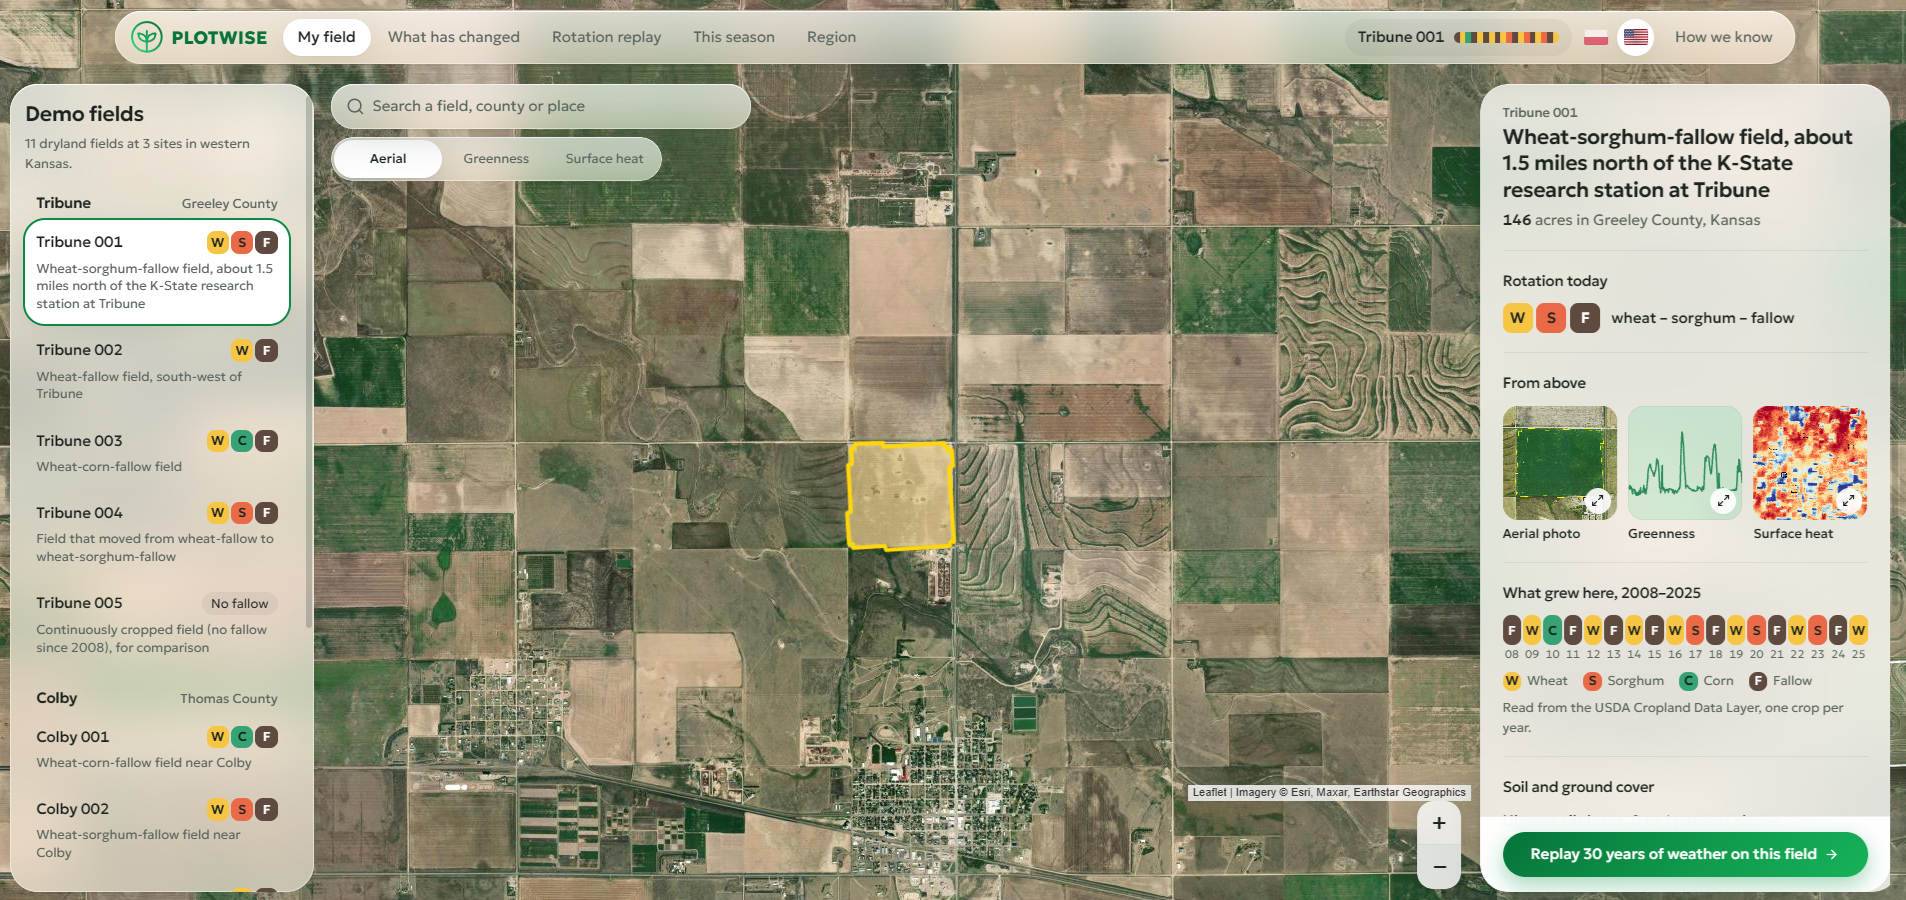 PLOTWISE
My field
What has changed
Rotation replay
This season
Region
Tribune 001
How we know
Demo fields
11 dryland fields at 3 sites in western
Kansas.
Tribune
Greeley County
Tribune 001
W S F
Wheat-sorghum-fallow field, about 1.5
miles north of the K-State research
station at Tribune
Tribune 002
W F
Wheat-fallow field, south-west of
Tribune
Tribune 003
W C F
Wheat-corn-fallow field
Tribune 004
W S F
Field that moved from wheat-fallow to
wheat-sorghum-fallow
Tribune 005
No fallow
Continuously cropped field (no fallow
since 2008), for comparison
Colby
Thomas County
Colby 001
W C F
Wheat-corn-fallow field near Colby
Colby 002
W S F
Wheat-sorghum-fallow field near
Colby
Search a field, county or place
Aerial
Greenness
Surface heat
Leaflet | Imagery © Esri, Maxar, Earthstar Geographics
+
−
Tribune 001
Wheat-sorghum-fallow field, about
1.5 miles north of the K-State
research station at Tribune
146 acres in Greeley County, Kansas
Rotation today
W S F wheat – sorghum – fallow
From above
Aerial photo
Greenness
Surface heat
What grew here, 2008–2025
F W C F W F W F W S F W S F W S F W
08 09 10 11 12 13 14 15 16 17 18 19 20 21 22 23 24 25
W Wheat S Sorghum C Corn F Fallow
Read from the USDA Cropland Data Layer, one crop per
year.
Soil and ground cover
Replay 30 years of weather on this field →